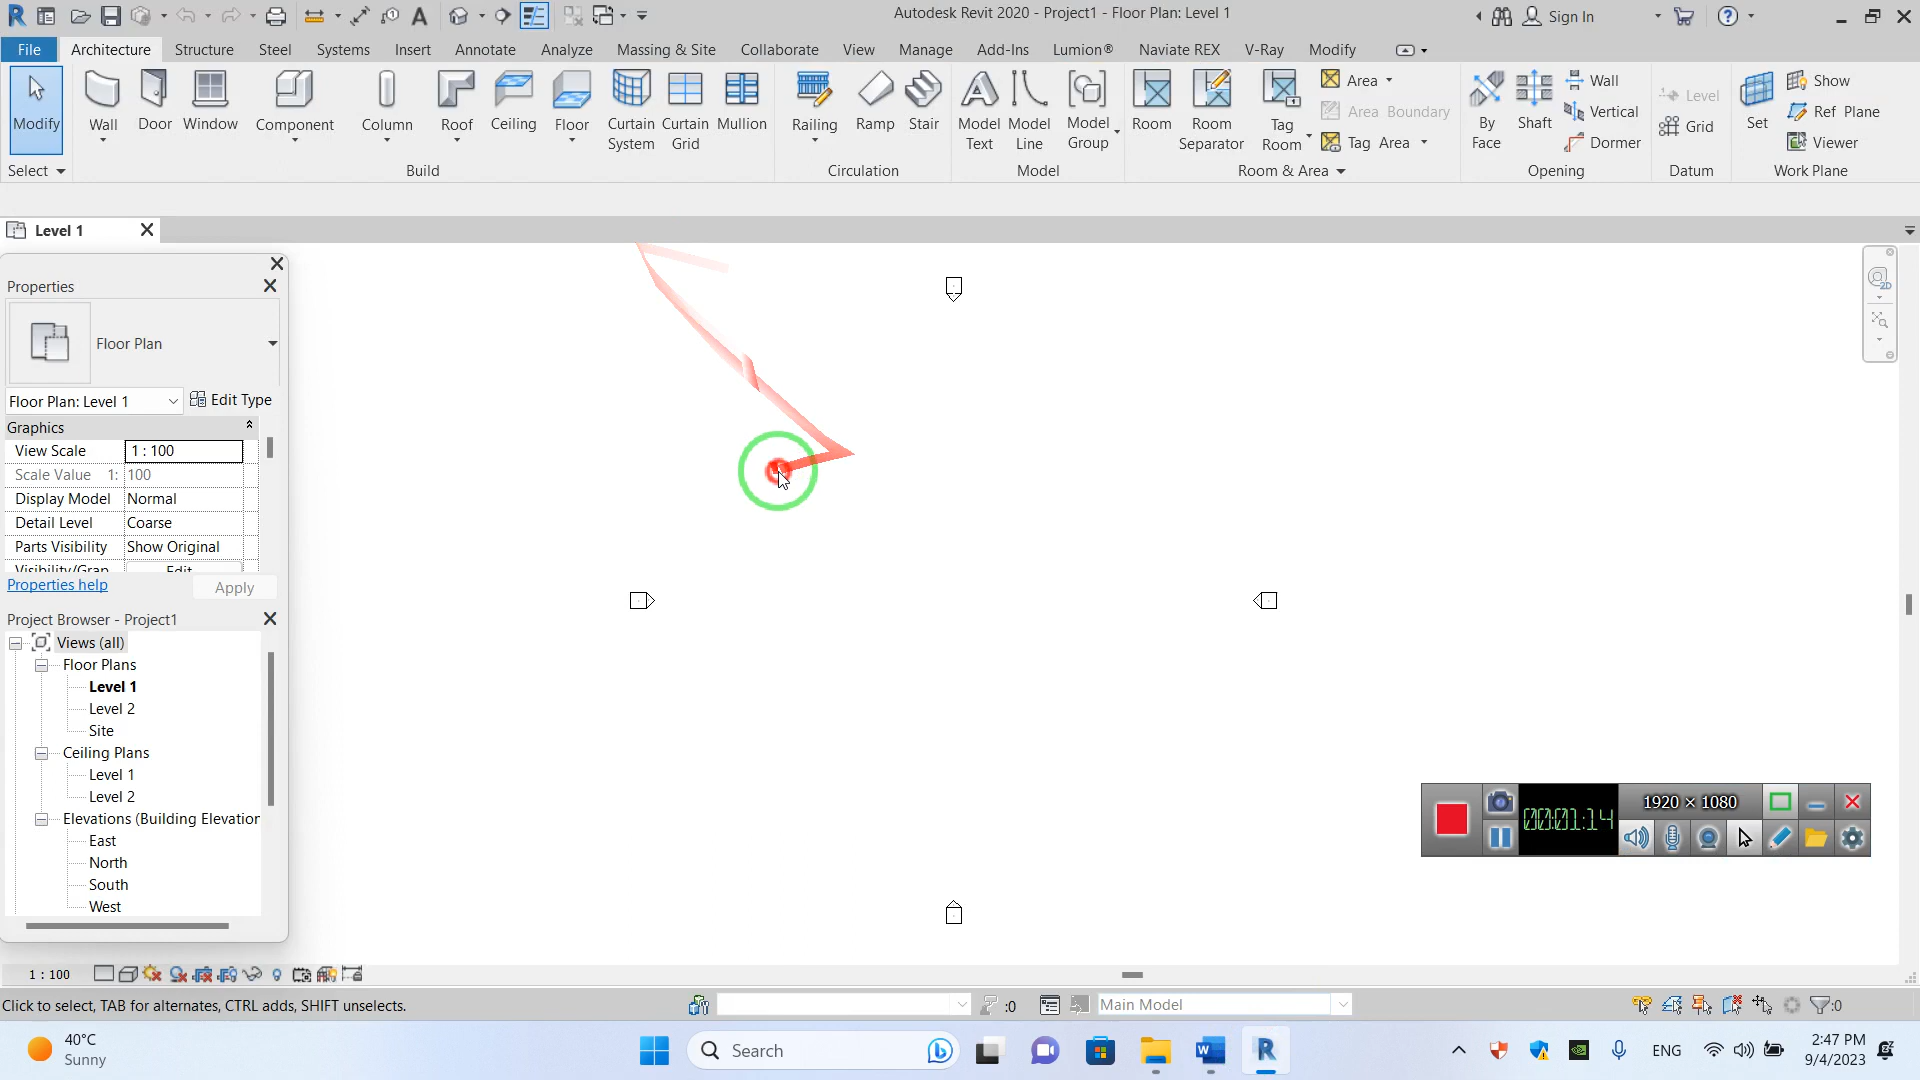 Autodesk Revit 2020 - Project1 - Floor Plan: Level 1
Sign In
File Architecture Structure Steel Systems Insert Annotate Analyze Massing & Site Collaborate View Manage Add-Ins Lumion® Naviate REX V-Ray Modify
Modify
Wall
Door
Window
Component
Column
Roof
Ceiling
Floor
Curtain System
Curtain Grid
Mullion
Railing
Ramp
Stair
Model Text
Model Line
Model Group
Room
Room Separator
Tag Room
Area
Area Boundary
Tag Area
By Face
Shaft
Wall
Vertical
Dormer
Level
Grid
Set
Show
Ref Plane
Viewer
Select Build Circulation Model Room & Area Opening Datum Work Plane
Level 1
Properties
Floor Plan
Floor Plan: Level 1 Edit Type
Graphics
View Scale 1 : 100
Scale Value 1: 100
Display Model Normal
Detail Level Coarse
Parts Visibility Show Original
Visibility/Grap Edit
Properties help Apply
Project Browser - Project1
Views (all)
Floor Plans
Level 1
Level 2
Site
Ceiling Plans
Level 1
Level 2
Elevations (Building Elevation
East
North
South
West
2D
00:01:14
1920 × 1080
1 : 100
Click to select, TAB for alternates, CTRL adds, SHIFT unselects.
:0
Main Model
:0
40°C
Sunny
Search
ENG
2:47 PM
9/4/2023